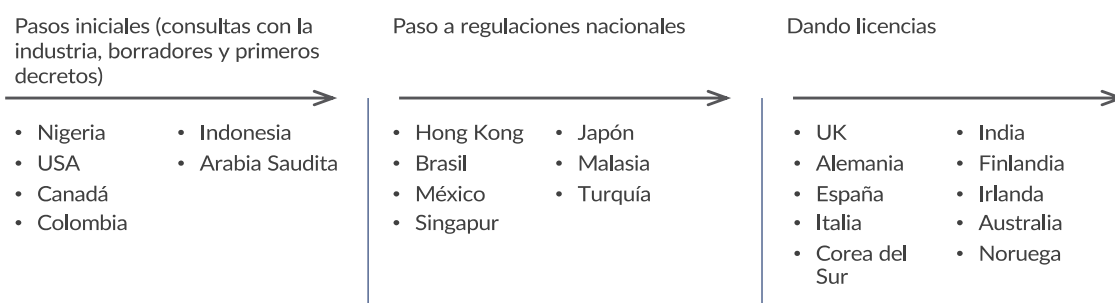 Pasos iniciales (consultas con la
industria, borradores y primeros
decretos)
• Nigeria
• USA
• Canadá
• Colombia
• Indonesia
• Arabia Saudita
Paso a regulaciones nacionales
• Hong Kong
• Brasil
• México
• Singapur
• Japón
• Malasia
• Turquía
Dando licencias
• UK
• Alemania
• España
• Italia
• Corea del
Sur
• India
• Finlandia
• Irlanda
• Australia
• Noruega